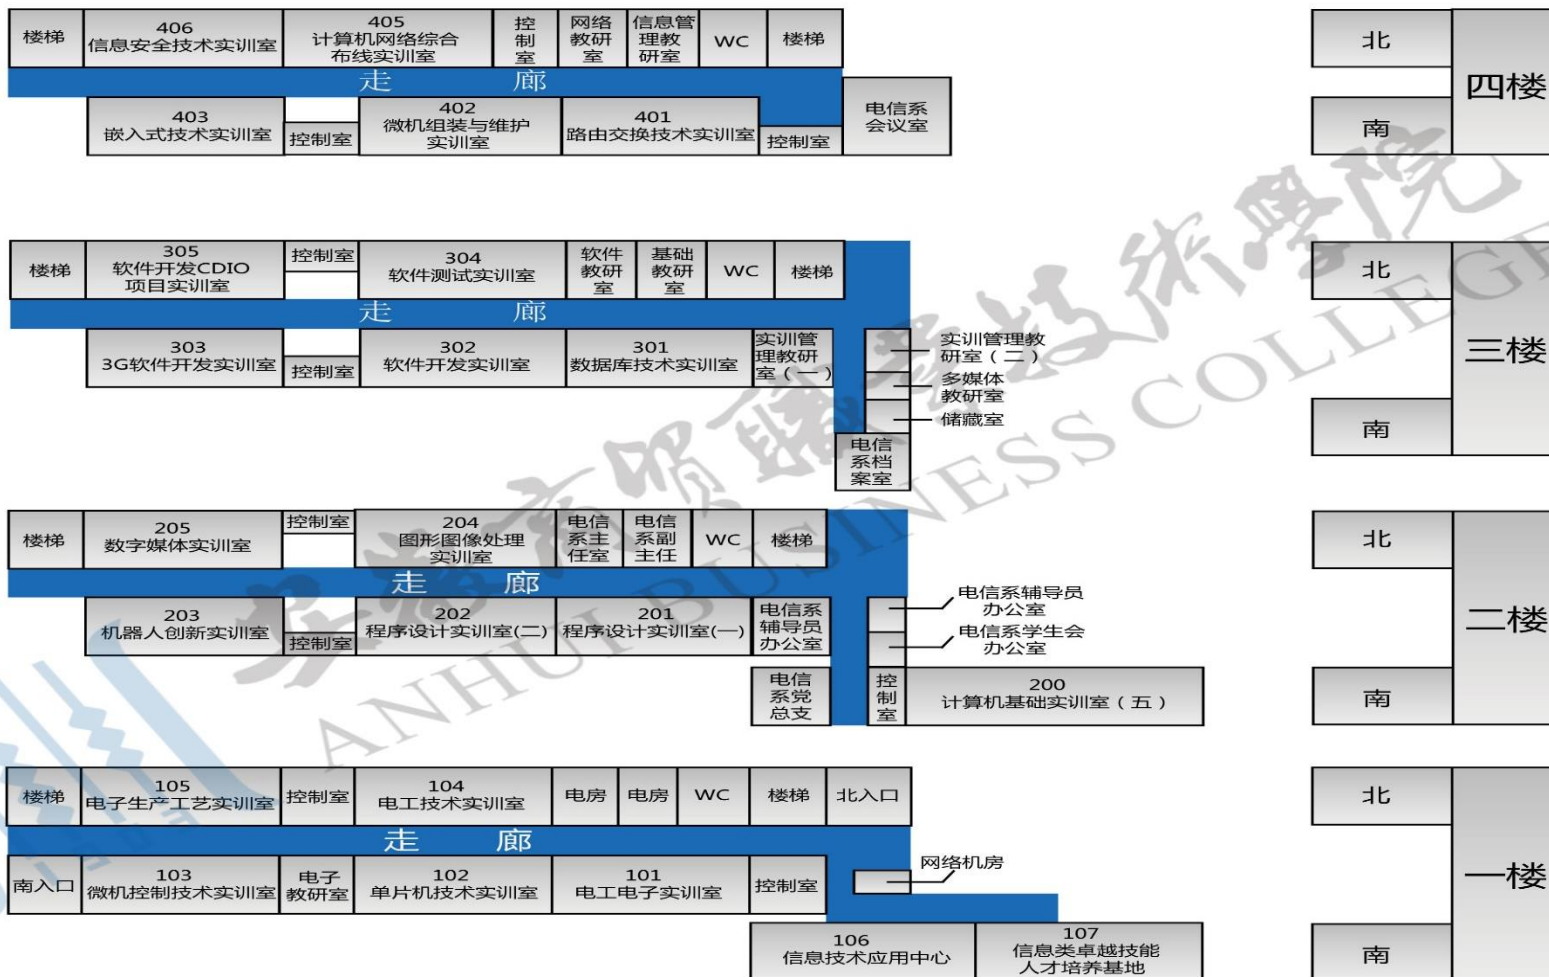 楼梯
406
信息安全技术实训室
405
计算机网络综合
布线实训室
控
制
室
网络
教研
室
信息管
理教
研室
WC
楼梯
走 廊
403
嵌入式技术实训室
控制室
402
微机组装与维护
实训室
401
路由交换技术实训室
控制室
电信系
会议室
北
南
四楼
楼梯
305
软件开发CDIO
项目实训室
控制室
304
软件测试实训室
软件
教研
室
基础
教研
室
WC
楼梯
走 廊
303
3G软件开发实训室
控制室
302
软件开发实训室
301
数据库技术实训室
实训管
理教研
室(一)
实训管理教
研室(二)
多媒体
教研室
储藏室
电信
系档
案室
北
南
三楼
楼梯
205
数字媒体实训室
控制室
204
图形图像处理
实训室
电信
系主
任室
电信
系副
主任
WC
楼梯
走 廊
203
机器人创新实训室
控制室
202
程序设计实训室(二)
201
程序设计实训室(一)
电信系
辅导员
办公室
电信系辅导员
办公室
电信系学生会
办公室
电信
系党
总支
控
制
室
200
计算机基础实训室(五)
北
南
二楼
楼梯
105
电子生产工艺实训室
控制室
104
电工技术实训室
电房
电房
WC
楼梯
北入口
走 廊
南入口
103
微机控制技术实训室
电子
教研室
102
单片机技术实训室
101
电工电子实训室
控制室
网络机房
106
信息技术应用中心
107
信息类卓越技能
人才培养基地
北
南
一楼
ANHUI BUSINESS COLLEGE